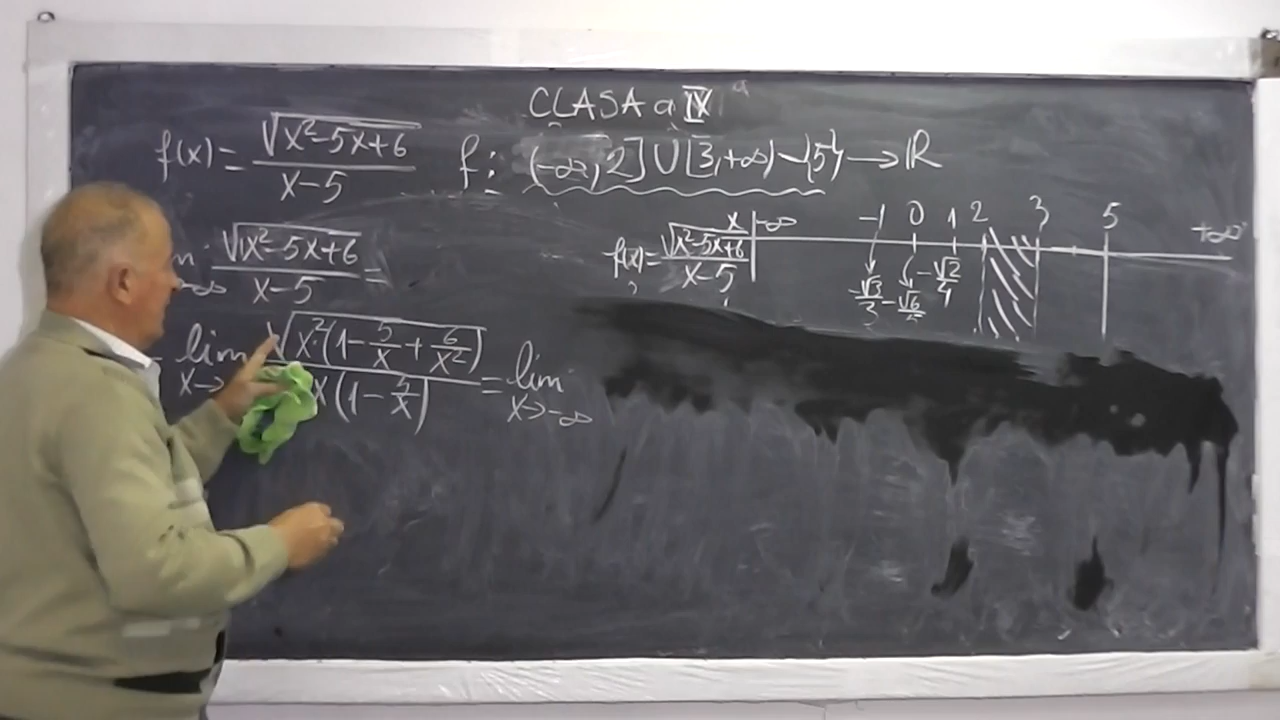 CLASA a IX a
f(x) = √(x²-5x+6) / (x-5)    f : (-∞, 2] ∪ [3, +∞) - {5} → ℝ
√(x²-5x+6) / (x-5) =
x | -∞  -1  0  1  2  3  5  +∞
f(x) = √(x²-5x+6) / (x-5) | -√3/3  -√6/5  -√2/4
= lim x→ √(x²(1 - 5/x + 6/x²)) / x(1 - 5/x) = lim x→-∞